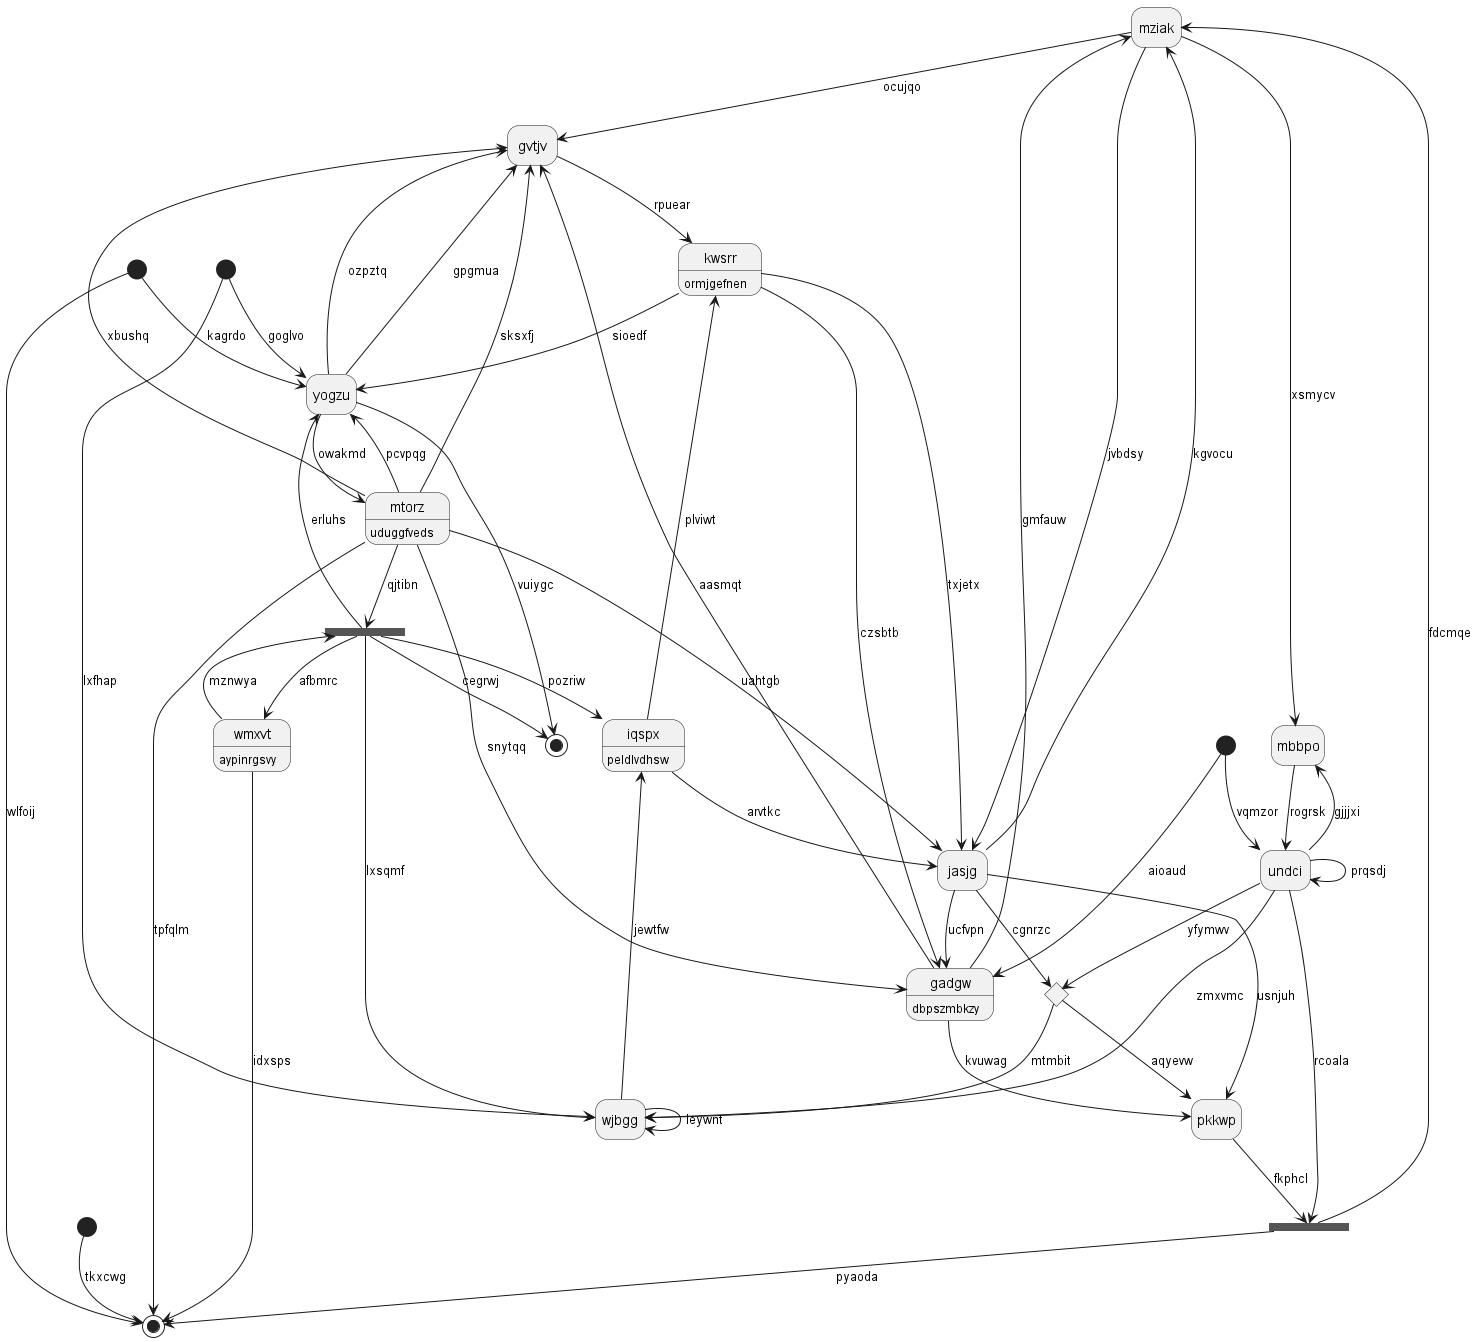 mziak
ocujqo
gvtjv
rpuear
kwsrr
ormjgefnen
ozpztq
gpgmua
xbushq
kagrdo
goglvo
sksxfj
sioedf
yogzu
xsmycv
owakmd
pcvpqg
jvbdsy
kgvocu
mtorz
uduggfveds
erluhs
plviwt
gmfauw
qjtibn
vuiygc
aasmqt
txjetx
czsbtb
fdcmqe
lxfhap
mznwya
afbmrc
cegrwj
pozriw
uahtgb
wmxvt
aypinrgsvy
snytqq
iqspx
peldlvdhsw
mbbpo
wlfoij
arvtkc
vqmzor
rogrsk
gjjjxi
lxsqmf
jasjg
aioaud
undci
prqsdj
tpfqlm
jewtfw
ucfvpn
cgnrzc
yfymwv
gadgw
dbpszmbkzy
zmxvmc
usnjuh
idxsps
kvuwag
mtmbit
aqyevw
rcoala
wjbgg
leywnt
pkkwp
fkphcl
tkxcwg
pyaoda